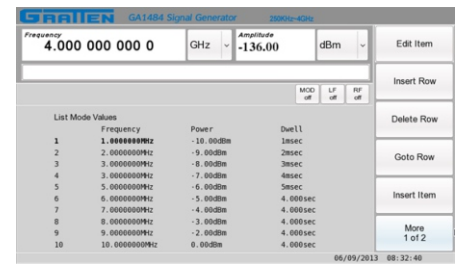 GRATTEN GA1484 Signal Generator 250KHz-4GHz
Frequency
4.000 000 000 0 GHz
Amplitude
-136.00 dBm
Edit Item
Insert Row
MOD off LF off RF off
Delete Row
List Mode Values
Frequency Power Dwell
1 1.0000000MHz -10.00dBm 1msec
2 2.0000000MHz -9.00dBm 2msec
3 3.0000000MHz -8.00dBm 3msec
4 3.0000000MHz -7.00dBm 4msec
5 5.0000000MHz -6.00dBm 5msec
6 6.0000000MHz -5.00dBm 4.000sec
7 7.0000000MHz -4.00dBm 4.000sec
8 8.0000000MHz -3.00dBm 4.000sec
9 9.0000000MHz -2.00dBm 4.000sec
10 10.0000000MHz 0.00dBm 4.000sec
Goto Row
Insert Item
More
1 of 2
06/09/2013 08:32:40